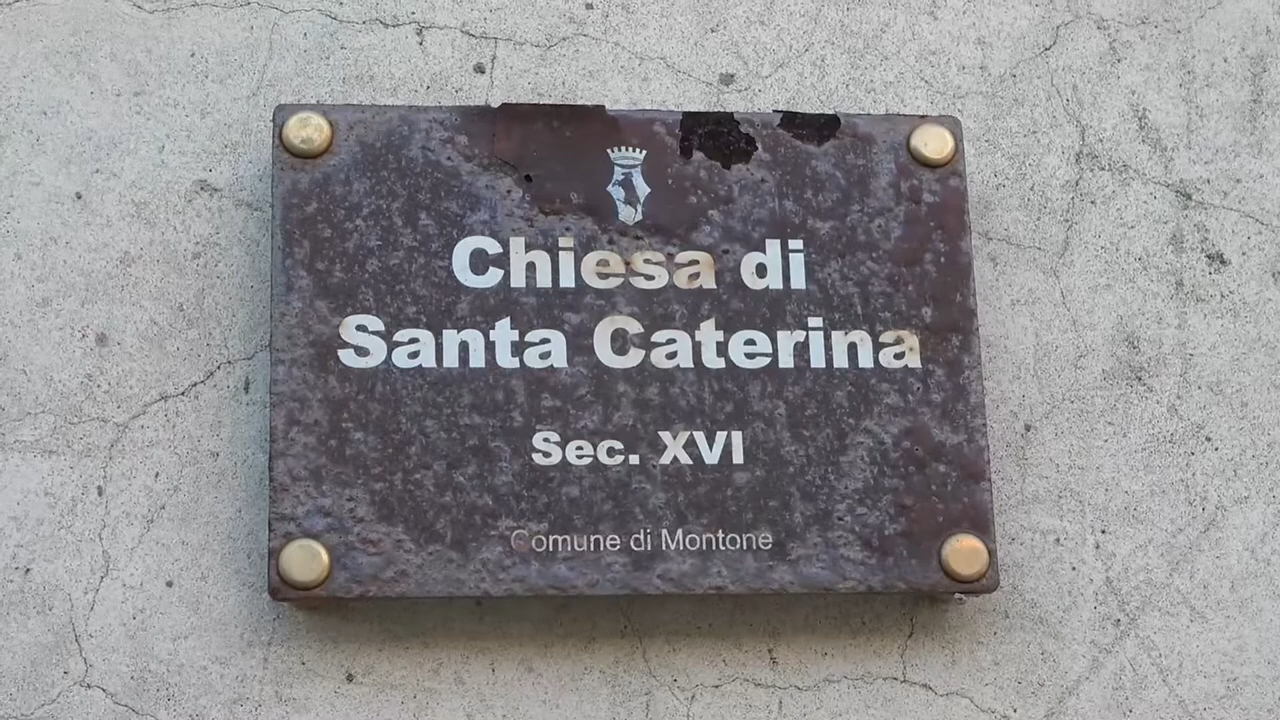 Chiesa di
Santa Caterina
Sec. XVI
Comune di Montone